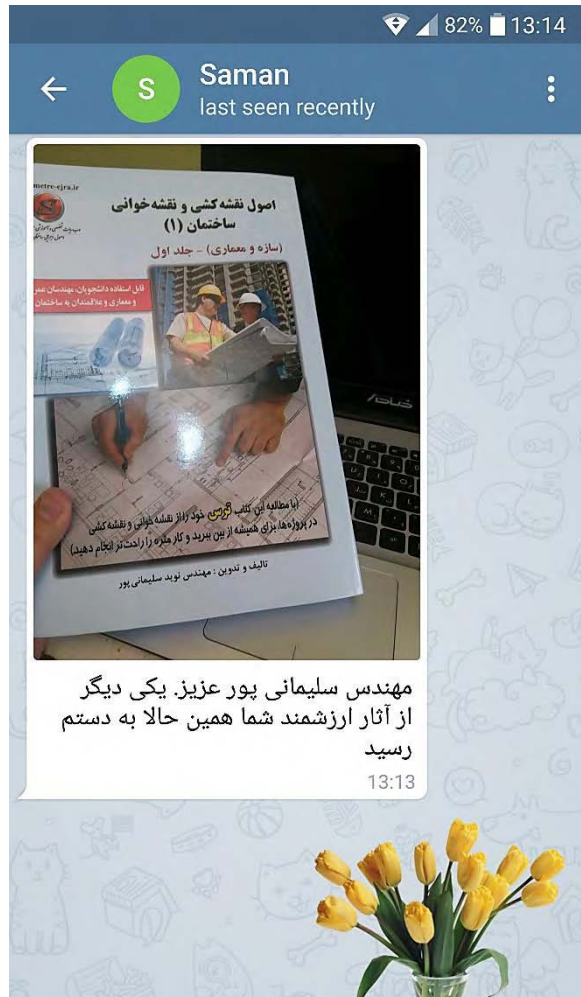 82% 13:14
S
Saman
last seen recently
metre-ejra.ir
اصول نقشه کشی و نقشه خوانی
ساختمان (۱)
(سازه و معماری) - جلد اول
قابل استفاده دانشجویان، مهندسان عمر
و معماری و علاقمندان به ساختمان
(با مطالعه این کتاب ترس خود را از نقشه خوانی و نقشه کشی
در پروژه‌ها، برای همیشه از بین ببرید و کار متره را راحت‌تر انجام دهید)
تالیف و تدوین : مهندس نوید سلیمانی پور
مهندس سلیمانی پور عزیز. یکی دیگر
از آثار ارزشمند شما همین حالا به دستم
رسید
13:13